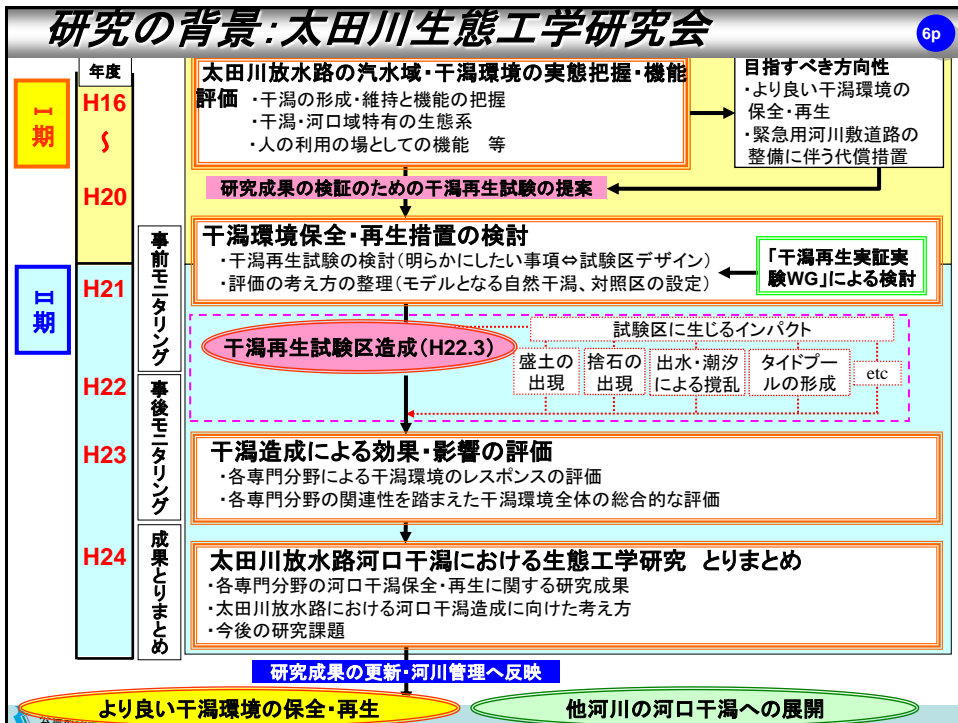 研究の背景:太田川生態工学研究会
6p
年度
Ⅰ期
H16
～
H20
Ⅱ期
H21
H22
H23
H24
事前モニタリング
事後モニタリング
成果とりまとめ
太田川放水路の汽水域・干潟環境の実態把握・機能
評価
・干潟の形成・維持と機能の把握
・干潟・河口域特有の生態系
・人の利用の場としての機能 等
目指すべき方向性
・より良い干潟環境の
保全・再生
・緊急用河川敷道路の
整備に伴う代償措置
研究成果の検証のための干潟再生試験の提案
干潟環境保全・再生措置の検討
・干潟再生試験の検討(明らかにしたい事項⇔試験区デザイン)
・評価の考え方の整理(モデルとなる自然干潟、対照区の設定)
「干潟再生実証実
験WG」による検討
干潟再生試験区造成(H22.3)
試験区に生じるインパクト
盛土の
出現
捨石の
出現
出水・潮汐
による撹乱
タイドプー
ルの形成
etc
干潟造成による効果・影響の評価
・各専門分野による干潟環境のレスポンスの評価
・各専門分野の関連性を踏まえた干潟環境全体の総合的な評価
太田川放水路河口干潟における生態工学研究 とりまとめ
・各専門分野の河口干潟保全・再生に関する研究成果
・太田川放水路における河口干潟造成に向けた考え方
・今後の研究課題
研究成果の更新・河川管理へ反映
より良い干潟環境の保全・再生
他河川の河口干潟への展開